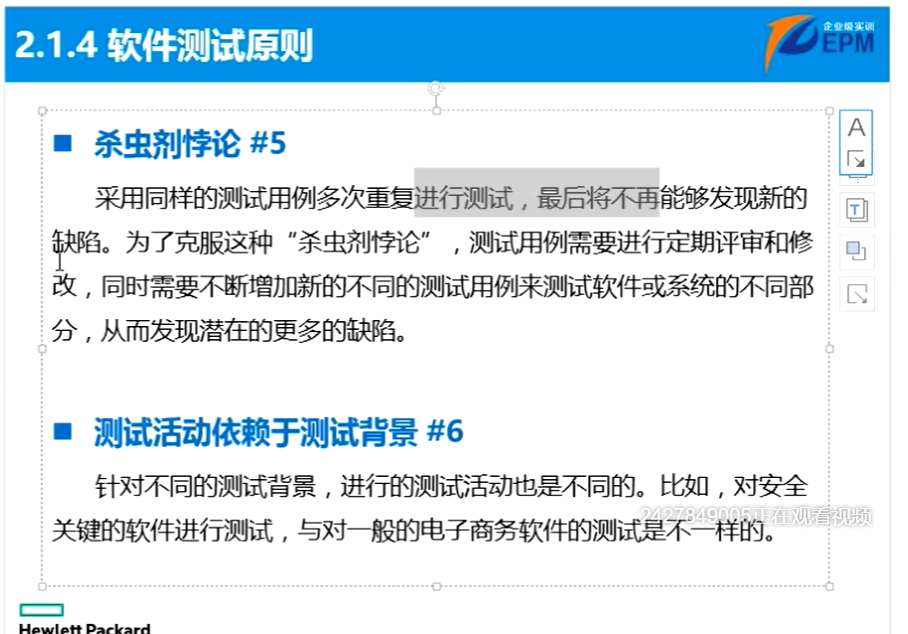 2.1.4 软件测试原则
企业级实训
EPM
杀虫剂悖论 #5
采用同样的测试用例多次重复进行测试，最后将不再能够发现新的
缺陷。为了克服这种“杀虫剂悖论”，测试用例需要进行定期评审和修
改，同时需要不断增加新的不同的测试用例来测试软件或系统的不同部
分，从而发现潜在的更多的缺陷。
测试活动依赖于测试背景 #6
针对不同的测试背景，进行的测试活动也是不同的。比如，对安全
2427849005正在观看视频
关键的软件进行测试，与对一般的电子商务软件的测试是不一样的。
Hewlett Packard